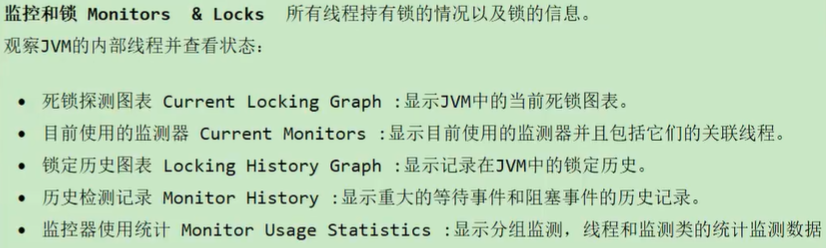 监控和锁 Monitors & Locks 所有线程持有锁的情况以及锁的信息。
观察JVM的内部线程并查看状态：
• 死锁探测图表 Current Locking Graph :显示JVM中的当前死锁图表。
• 目前使用的监测器 Current Monitors :显示目前使用的监测器并且包括它们的关联线程。
• 锁定历史图表 Locking History Graph :显示记录在JVM中的锁定历史。
• 历史检测记录 Monitor History :显示重大的等待事件和阻塞事件的历史记录。
• 监控器使用统计 Monitor Usage Statistics :显示分组监测，线程和监测类的统计监测数据